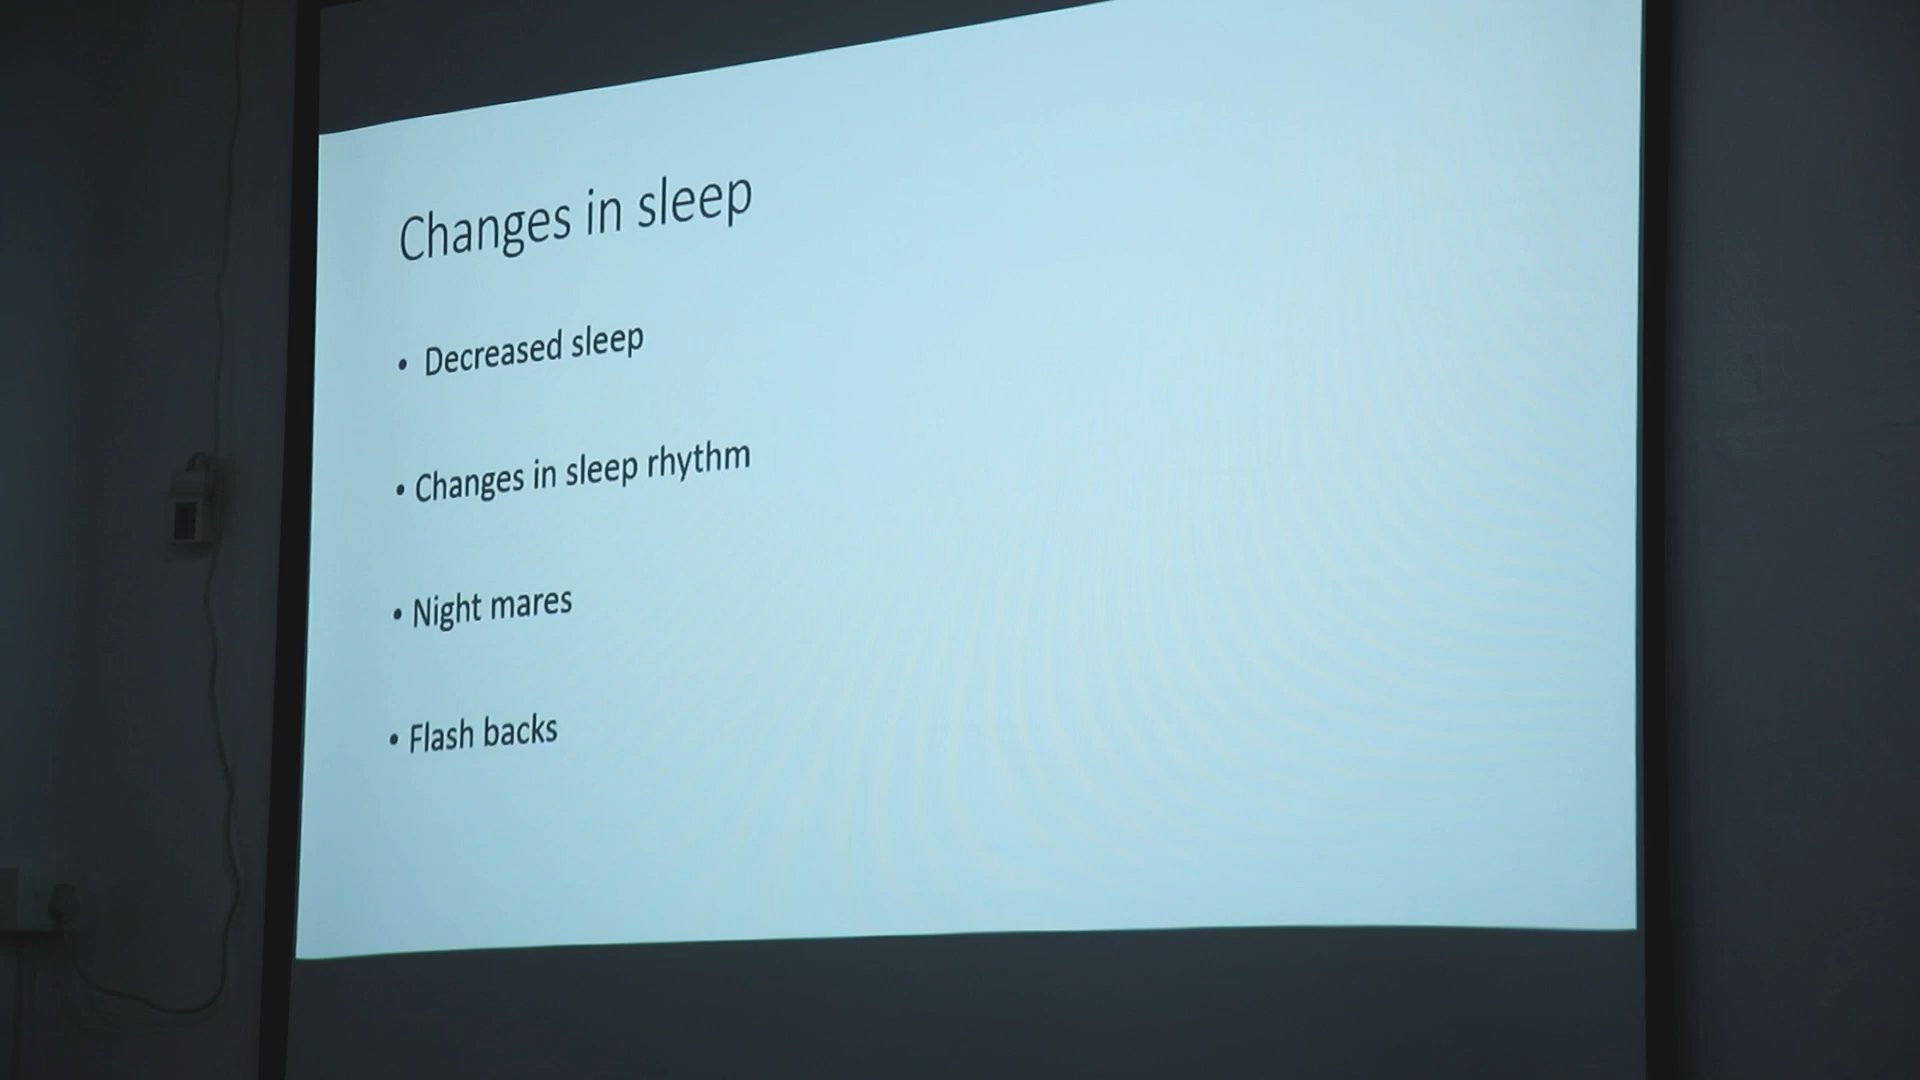 Changes in sleep
• Decreased sleep
• Changes in sleep rhythm
• Night mares
• Flash backs